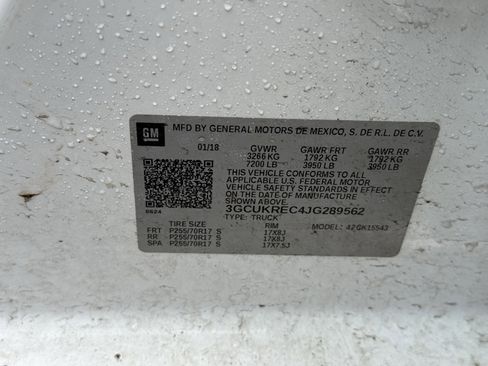 GM
MFD BY GENERAL MOTORS DE MEXICO, S. DE R.L. DE C.V.
01/18 GVWR GAWR FRT GAWR RR
3266 KG 1792 KG 1792 KG
7200 LB 3950 LB 3950 LB
THIS VEHICLE CONFORMS TO ALL
APPLICABLE U.S. FEDERAL MOTOR
VEHICLE SAFETY STANDARDS IN EFFECT
ON THE DATE OF MANUFACTURE
SHOWN ABOVE.
3GCUKREC4JG289562
0624 TYPE: TRUCK
TIRE SIZE RIM MODEL: 42GK15543
FRT P255/70R17 S 17X8J
RR P255/70R17 S 17X8J
SPA P255/70R17 S 17X7.5J